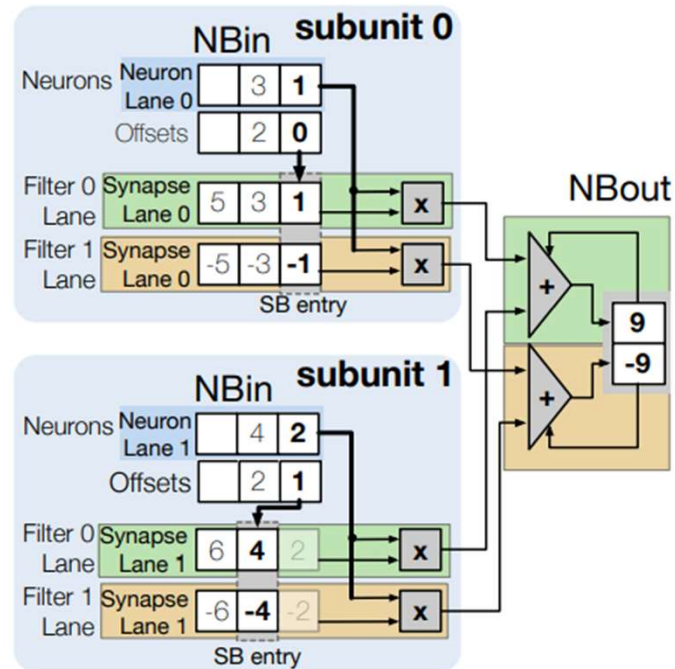 subunit 0
NBin
Neurons Neuron Lane 0 3 1
Offsets 2 0
Filter 0 Lane Synapse Lane 0 5 3 1 x
Filter 1 Lane Synapse Lane 0 -5 -3 -1 x
SB entry
NBout
+ 9
+ -9
subunit 1
NBin
Neurons Neuron Lane 1 4 2
Offsets 2 1
Filter 0 Lane Synapse Lane 1 6 4 2 x
Filter 1 Lane Synapse Lane 1 -6 -4 -2 x
SB entry